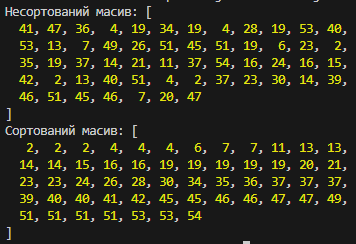 Несортований масив: [
41, 47, 36, 4, 19, 34, 19, 4, 28, 19, 53, 40,
53, 13, 7, 49, 26, 51, 45, 51, 19, 6, 23, 2,
35, 19, 37, 14, 21, 11, 37, 54, 16, 24, 16, 15,
42, 2, 13, 40, 51, 4, 2, 37, 23, 30, 14, 39,
46, 51, 45, 46, 7, 20, 47
]
Сортований масив: [
2, 2, 2, 4, 4, 4, 6, 7, 7, 11, 13, 13,
14, 14, 15, 16, 16, 19, 19, 19, 19, 19, 20, 21,
23, 23, 24, 26, 28, 30, 34, 35, 36, 37, 37, 37,
39, 40, 40, 41, 42, 45, 45, 46, 46, 47, 47, 49,
51, 51, 51, 51, 53, 53, 54
]